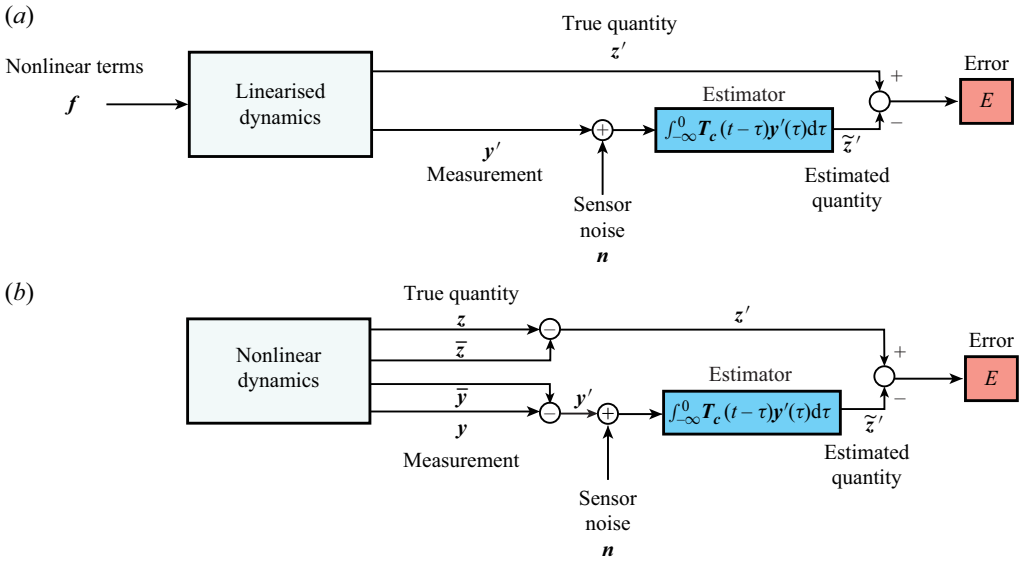 (a)
True quantity
z′
Nonlinear terms
f
Linearised
dynamics
Estimator
∫_{-∞}^{0} T_c (t − τ)y′(τ)dτ
+
−
Error
E
+
y′
Measurement
z̃′
Estimated
quantity
Sensor
noise
n
(b)
True quantity
z
−
z′
z̄
Nonlinear
dynamics
ȳ
−
y′
y
Measurement
+
Estimator
∫_{-∞}^{0} T_c (t − τ)y′(τ)dτ
+
−
Error
E
z̃′
Estimated
quantity
Sensor
noise
n